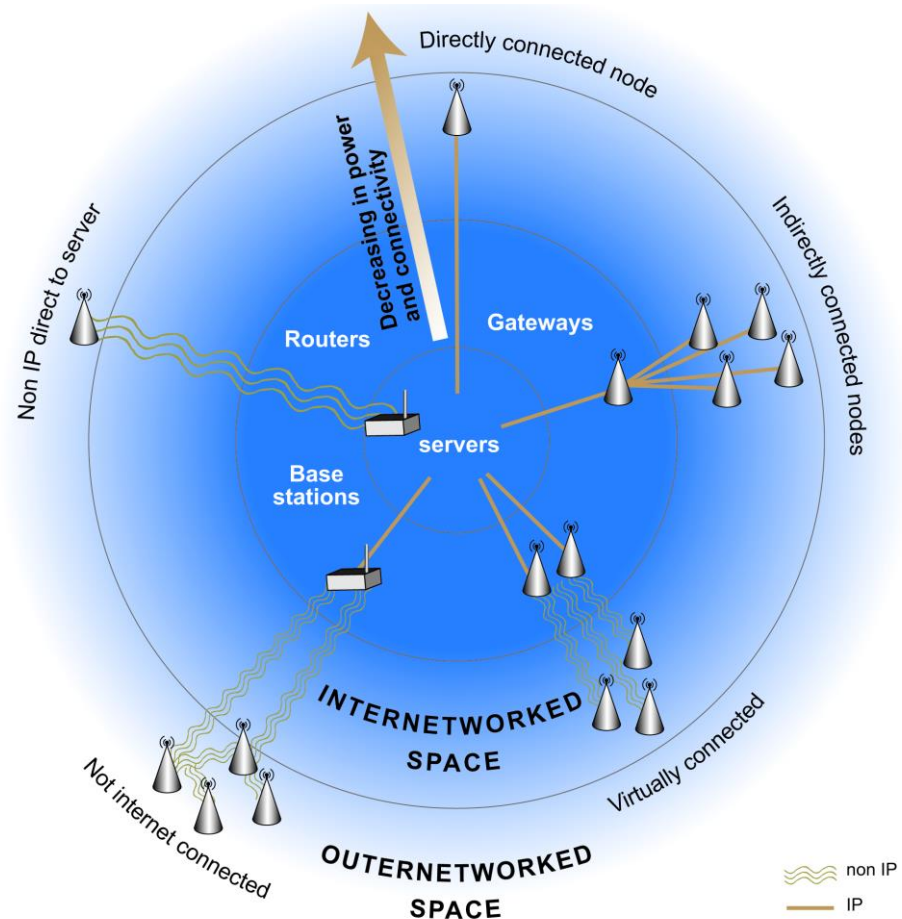 Directly connected node
Decreasing in power
and connectivity
Non IP direct to server
Indirectly connected nodes
Routers
Gateways
servers
Base
stations
INTERNETWORKED
SPACE
Virtually connected
Not internet connected
OUTERNETWORKED
SPACE
non IP
IP